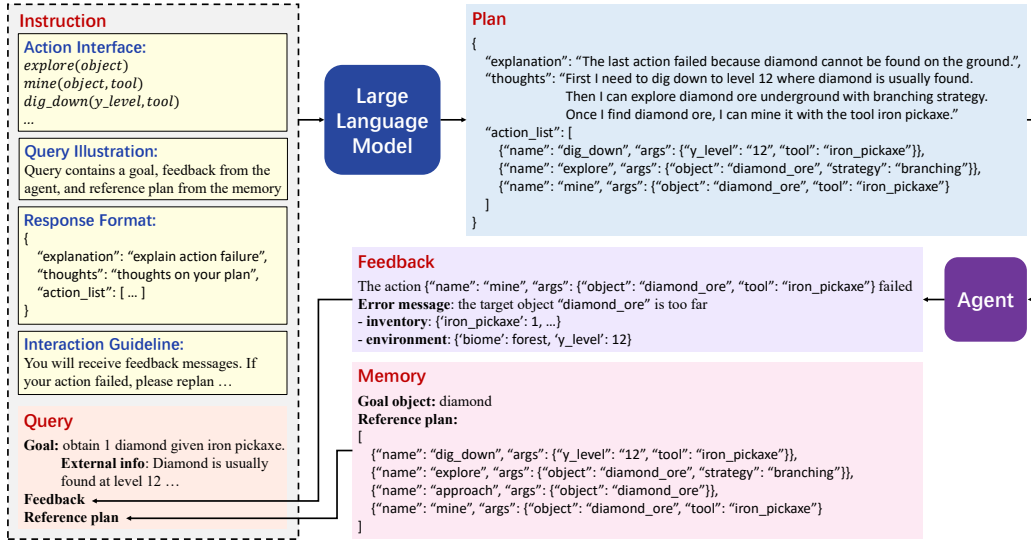 Instruction
Action Interface:
explore(object)
mine(object,tool)
dig_down(y_level,tool)
...
Query Illustration:
Query contains a goal, feedback from the
agent, and reference plan from the memory
Response Format:
{
"explanation": "explain action failure",
"thoughts": "thoughts on your plan",
"action_list": [ ... ]
}
Interaction Guideline:
You will receive feedback messages. If
your action failed, please replan ...
Query
Goal: obtain 1 diamond given iron pickaxe.
External info: Diamond is usually
found at level 12 ...
Feedback
Reference plan
Large
Language
Model
Plan
{
"explanation": "The last action failed because diamond cannot be found on the ground.",
"thoughts": "First I need to dig down to level 12 where diamond is usually found.
Then I can explore diamond ore underground with branching strategy.
Once I find diamond ore, I can mine it with the tool iron pickaxe."
"action_list": [
{"name": "dig_down", "args": {"y_level": "12", "tool": "iron_pickaxe"}},
{"name": "explore", "args": {"object": "diamond_ore", "strategy": "branching"}},
{"name": "mine", "args": {"object": "diamond_ore", "tool": "iron_pickaxe"}
]
}
Feedback
The action {"name": "mine", "args": {"object": "diamond_ore", "tool": "iron_pickaxe"} failed
Error message: the target object "diamond_ore" is too far
- inventory: {'iron_pickaxe': 1, ...}
- environment: {'biome': forest, 'y_level': 12}
Agent
Memory
Goal object: diamond
Reference plan:
[
{"name": "dig_down", "args": {"y_level": "12", "tool": "iron_pickaxe"}},
{"name": "explore", "args": {"object": "diamond_ore", "strategy": "branching"}},
{"name": "approach", "args": {"object": "diamond_ore"}},
{"name": "mine", "args": {"object": "diamond_ore", "tool": "iron_pickaxe"}
]